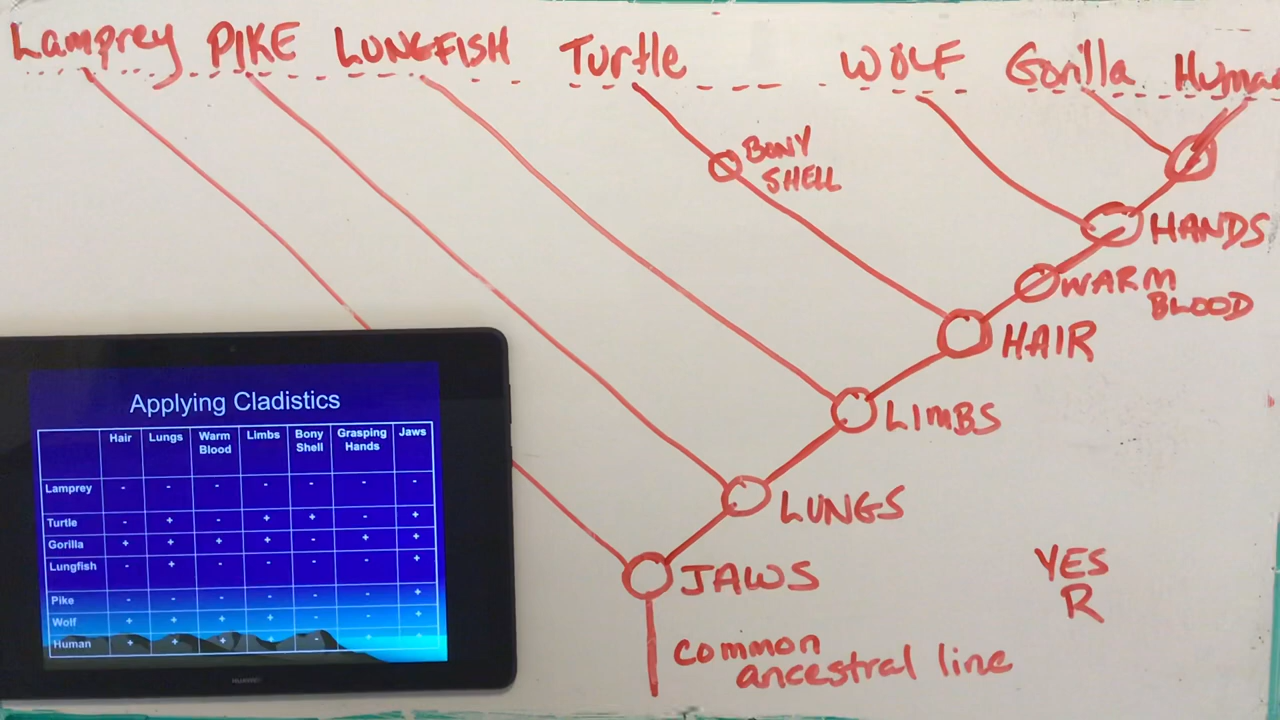 Lamprey PIKE LUNGFISH Turtle WOLF Gorilla Human
BONY
SHELL
HANDS
WARM
BLOOD
HAIR
LIMBS
LUNGS
JAWS
YES
R
common
ancestral line
Applying Cladistics
Hair Lungs Warm Blood Limbs Bony Shell Grasping Hands Jaws
Lamprey - - - - - - -
Turtle - + - + + - +
Gorilla + + + + - + +
Lungfish - + - - - - +
Pike - - - - - - +
Wolf + + + + - - +
Human + + + + - + +
HUAWEI